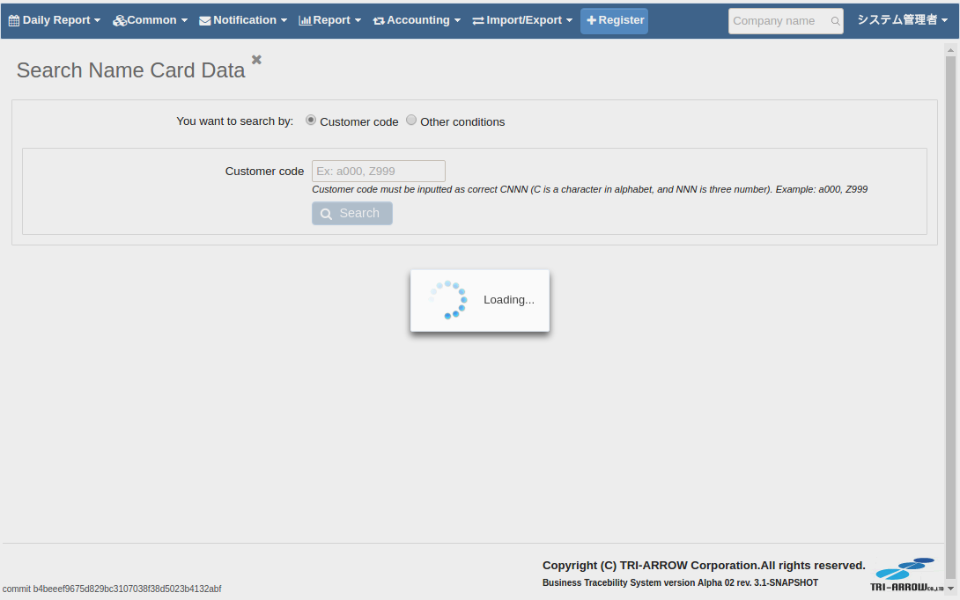 Daily Report Common Notification Report Accounting Import/Export Register Company name システム管理者
Search Name Card Data
You want to search by: Customer code Other conditions
Customer code Ex: a000, Z999
Customer code must be inputted as correct CNNN (C is a character in alphabet, and NNN is three number). Example: a000, Z999
Search
Loading...
Copyright (C) TRI-ARROW Corporation.All rights reserved.
Business Tracebility System version Alpha 02 rev. 3.1-SNAPSHOT
TRI-ARROW CO.,LTD
commit b4beeef9675d829bc3107038f38d5023b4132abf